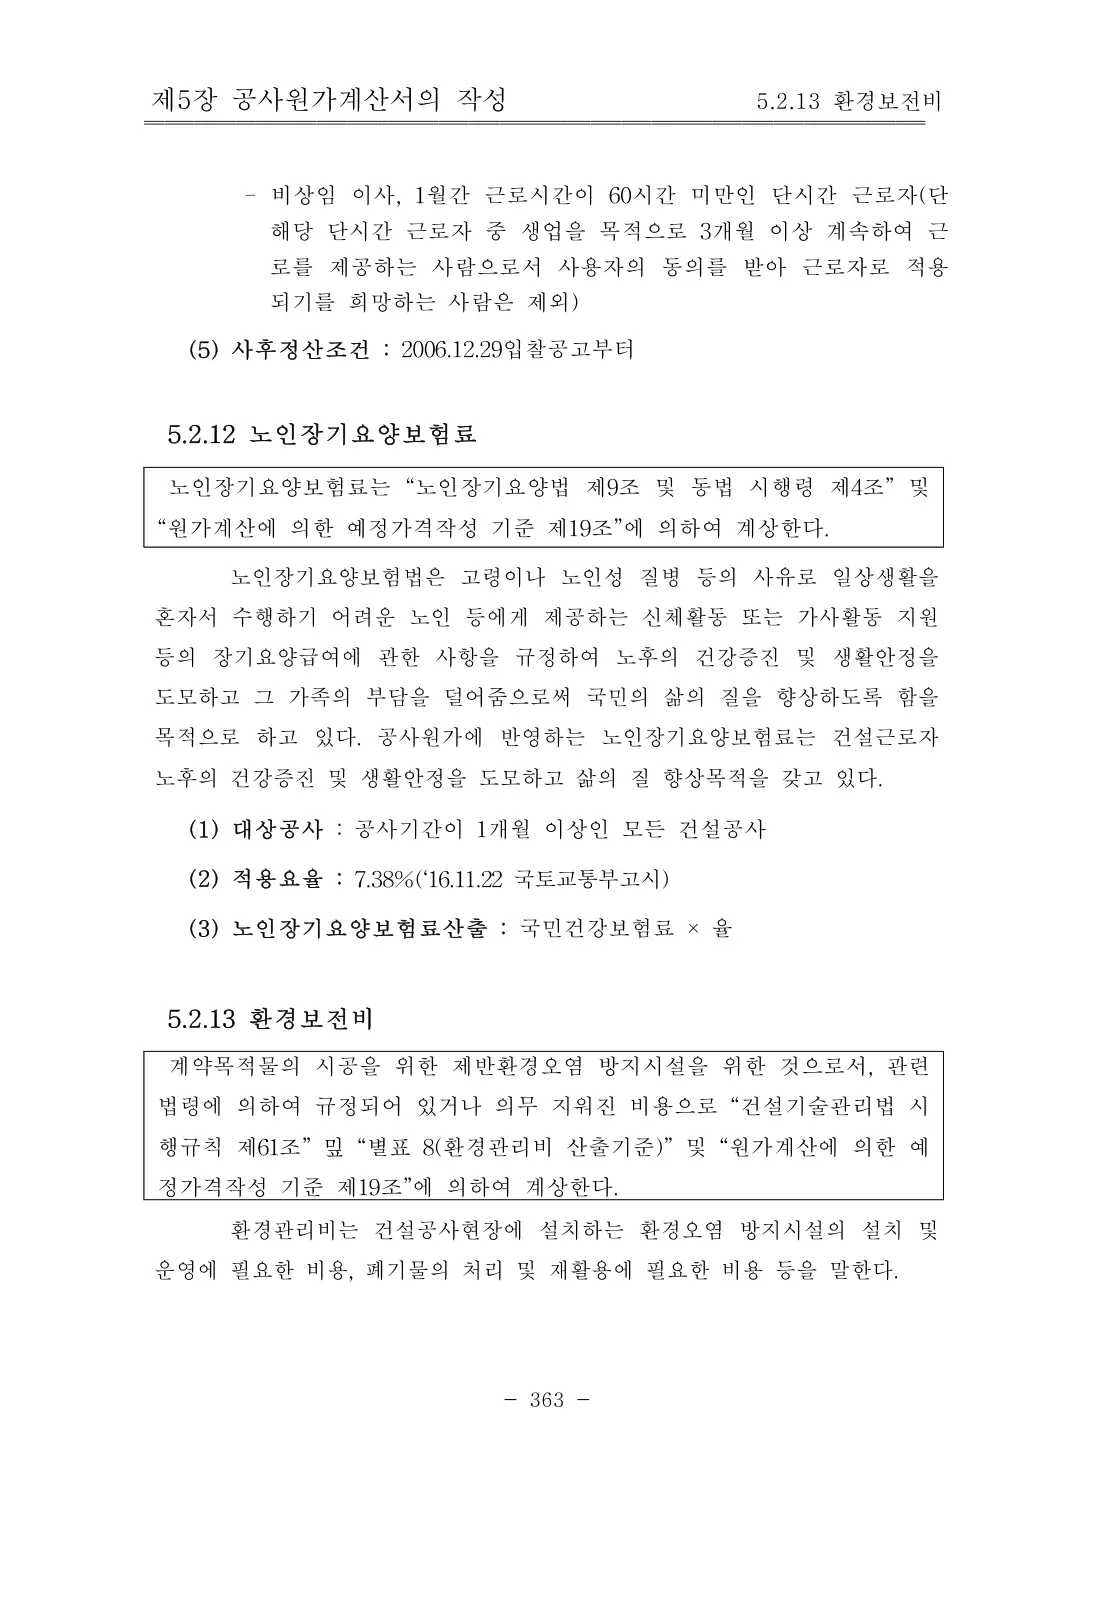 제5장 공사원가계산서의 작성 5.2.13 환경보전비
- 비상임 이사, 1월간 근로시간이 60시간 미만인 단시간 근로자(단
해당 단시간 근로자 중 생업을 목적으로 3개월 이상 계속하여 근
로를 제공하는 사람으로서 사용자의 동의를 받아 근로자로 적용
되기를 희망하는 사람은 제외)
(5) 사후정산조건 : 2006.12.29입찰공고부터
5.2.12 노인장기요양보험료
노인장기요양보험료는 “노인장기요양법 제9조 및 동법 시행령 제4조” 및
“원가계산에 의한 예정가격작성 기준 제19조”에 의하여 계상한다.
노인장기요양보험법은 고령이나 노인성 질병 등의 사유로 일상생활을
혼자서 수행하기 어려운 노인 등에게 제공하는 신체활동 또는 가사활동 지원
등의 장기요양급여에 관한 사항을 규정하여 노후의 건강증진 및 생활안정을
도모하고 그 가족의 부담을 덜어줌으로써 국민의 삶의 질을 향상하도록 함을
목적으로 하고 있다. 공사원가에 반영하는 노인장기요양보험료는 건설근로자
노후의 건강증진 및 생활안정을 도모하고 삶의 질 향상목적을 갖고 있다.
(1) 대상공사 : 공사기간이 1개월 이상인 모든 건설공사
(2) 적용요율 : 7.38%(‘16.11.22 국토교통부고시)
(3) 노인장기요양보험료산출 : 국민건강보험료 × 율
5.2.13 환경보전비
계약목적물의 시공을 위한 제반환경오염 방지시설을 위한 것으로서, 관련
법령에 의하여 규정되어 있거나 의무 지워진 비용으로 “건설기술관리법 시
행규칙 제61조” 밒 “별표 8(환경관리비 산출기준)” 및 “원가계산에 의한 예
정가격작성 기준 제19조”에 의하여 계상한다.
환경관리비는 건설공사현장에 설치하는 환경오염 방지시설의 설치 및
운영에 필요한 비용, 폐기물의 처리 및 재활용에 필요한 비용 등을 말한다.
- 363 -